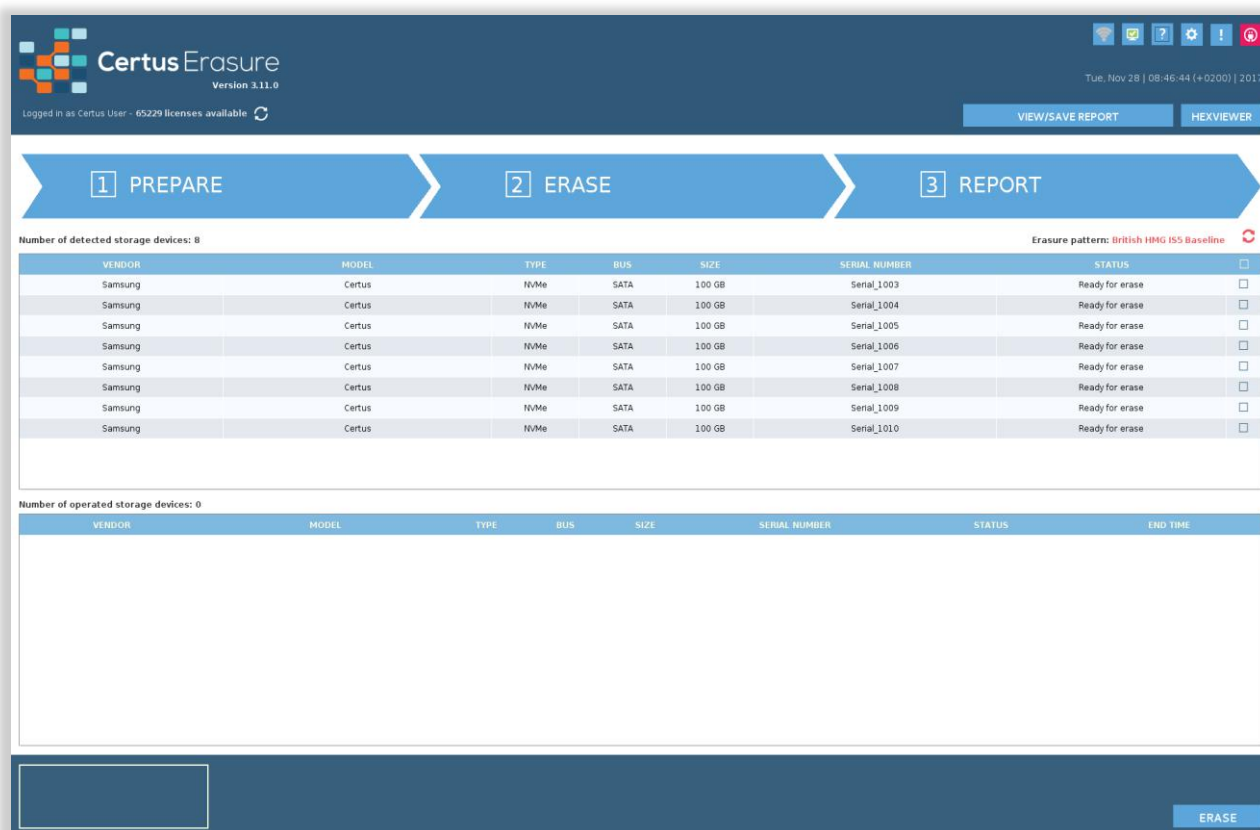 Certus Erasure
Version 3.11.0
Tue, Nov 28 | 08:46:44 (+0200) | 2017
Logged in as Certus User - 65229 licenses available
VIEW/SAVE REPORT HEXVIEWER
1 PREPARE 2 ERASE 3 REPORT
Number of detected storage devices: 8 Erasure pattern: British HMG IS5 Baseline
VENDOR MODEL TYPE BUS SIZE SERIAL NUMBER STATUS
Samsung Certus NVMe SATA 100 GB Serial_1003 Ready for erase
Samsung Certus NVMe SATA 100 GB Serial_1004 Ready for erase
Samsung Certus NVMe SATA 100 GB Serial_1005 Ready for erase
Samsung Certus NVMe SATA 100 GB Serial_1006 Ready for erase
Samsung Certus NVMe SATA 100 GB Serial_1007 Ready for erase
Samsung Certus NVMe SATA 100 GB Serial_1008 Ready for erase
Samsung Certus NVMe SATA 100 GB Serial_1009 Ready for erase
Samsung Certus NVMe SATA 100 GB Serial_1010 Ready for erase
Number of operated storage devices: 0
VENDOR MODEL TYPE BUS SIZE SERIAL NUMBER STATUS END TIME
ERASE